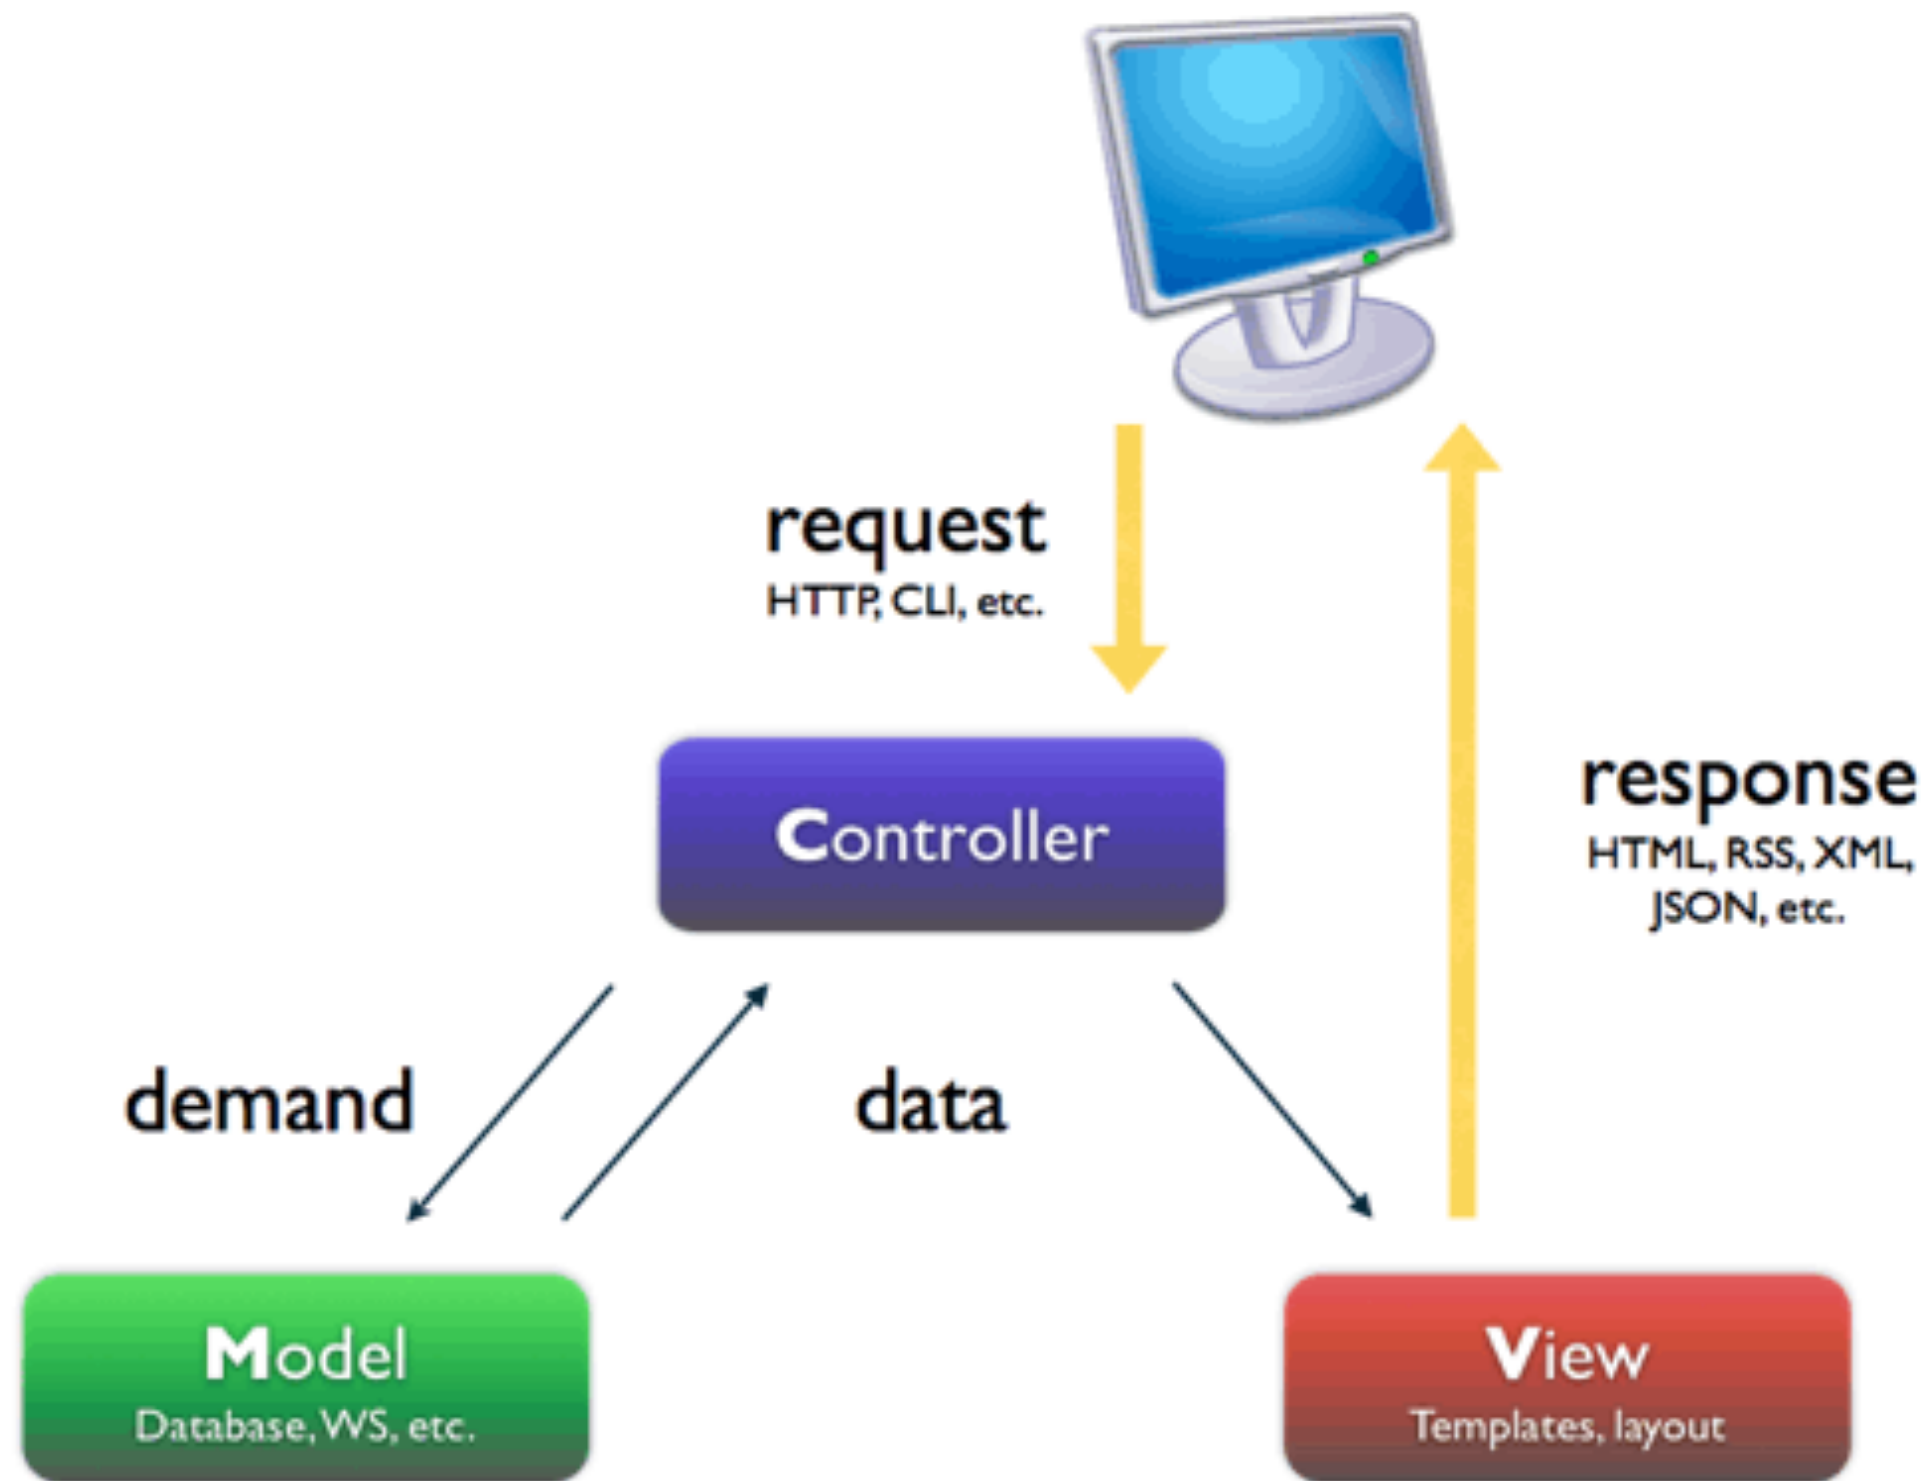 request
HTTP, CLI, etc.
Controller
response
HTML, RSS, XML,
JSON, etc.
demand
data
Model
Database, WS, etc.
View
Templates, layout